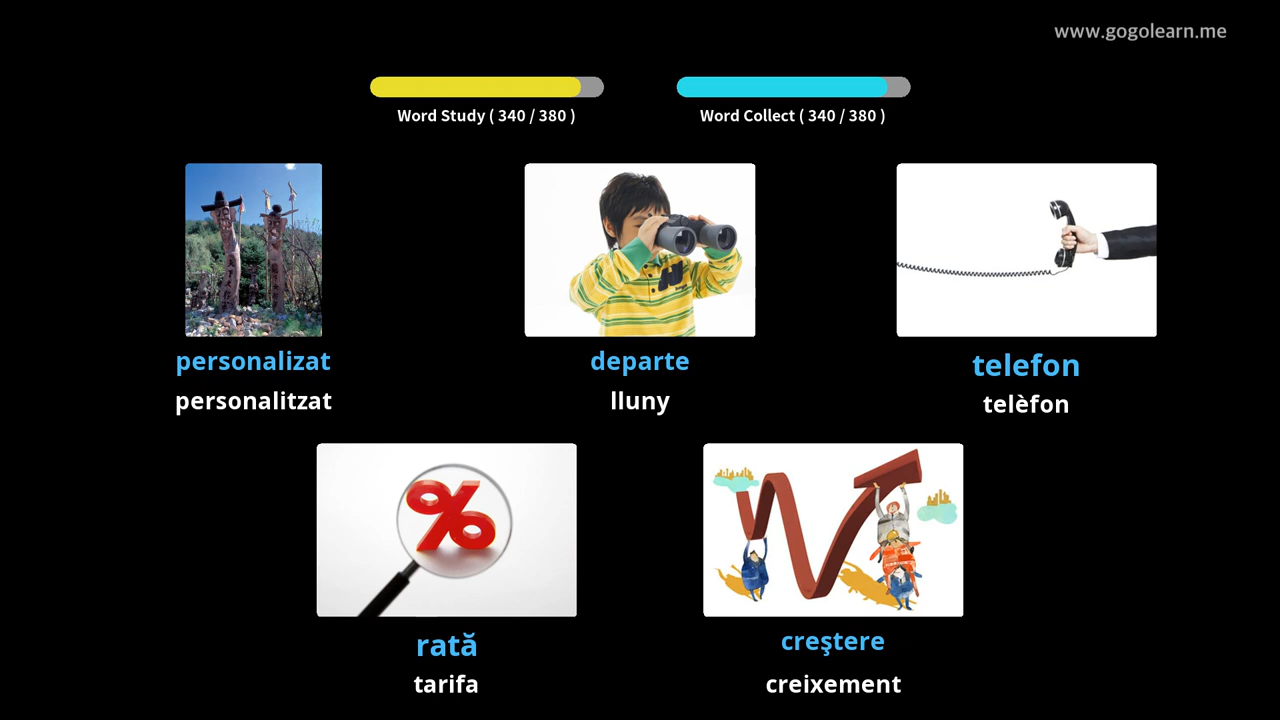 www.gogolearn.me
Word Study ( 340 / 380 )
Word Collect ( 340 / 380 )
personalizat
personalitzat
departe
lluny
telefon
telèfon
rată
tarifa
creştere
creixement